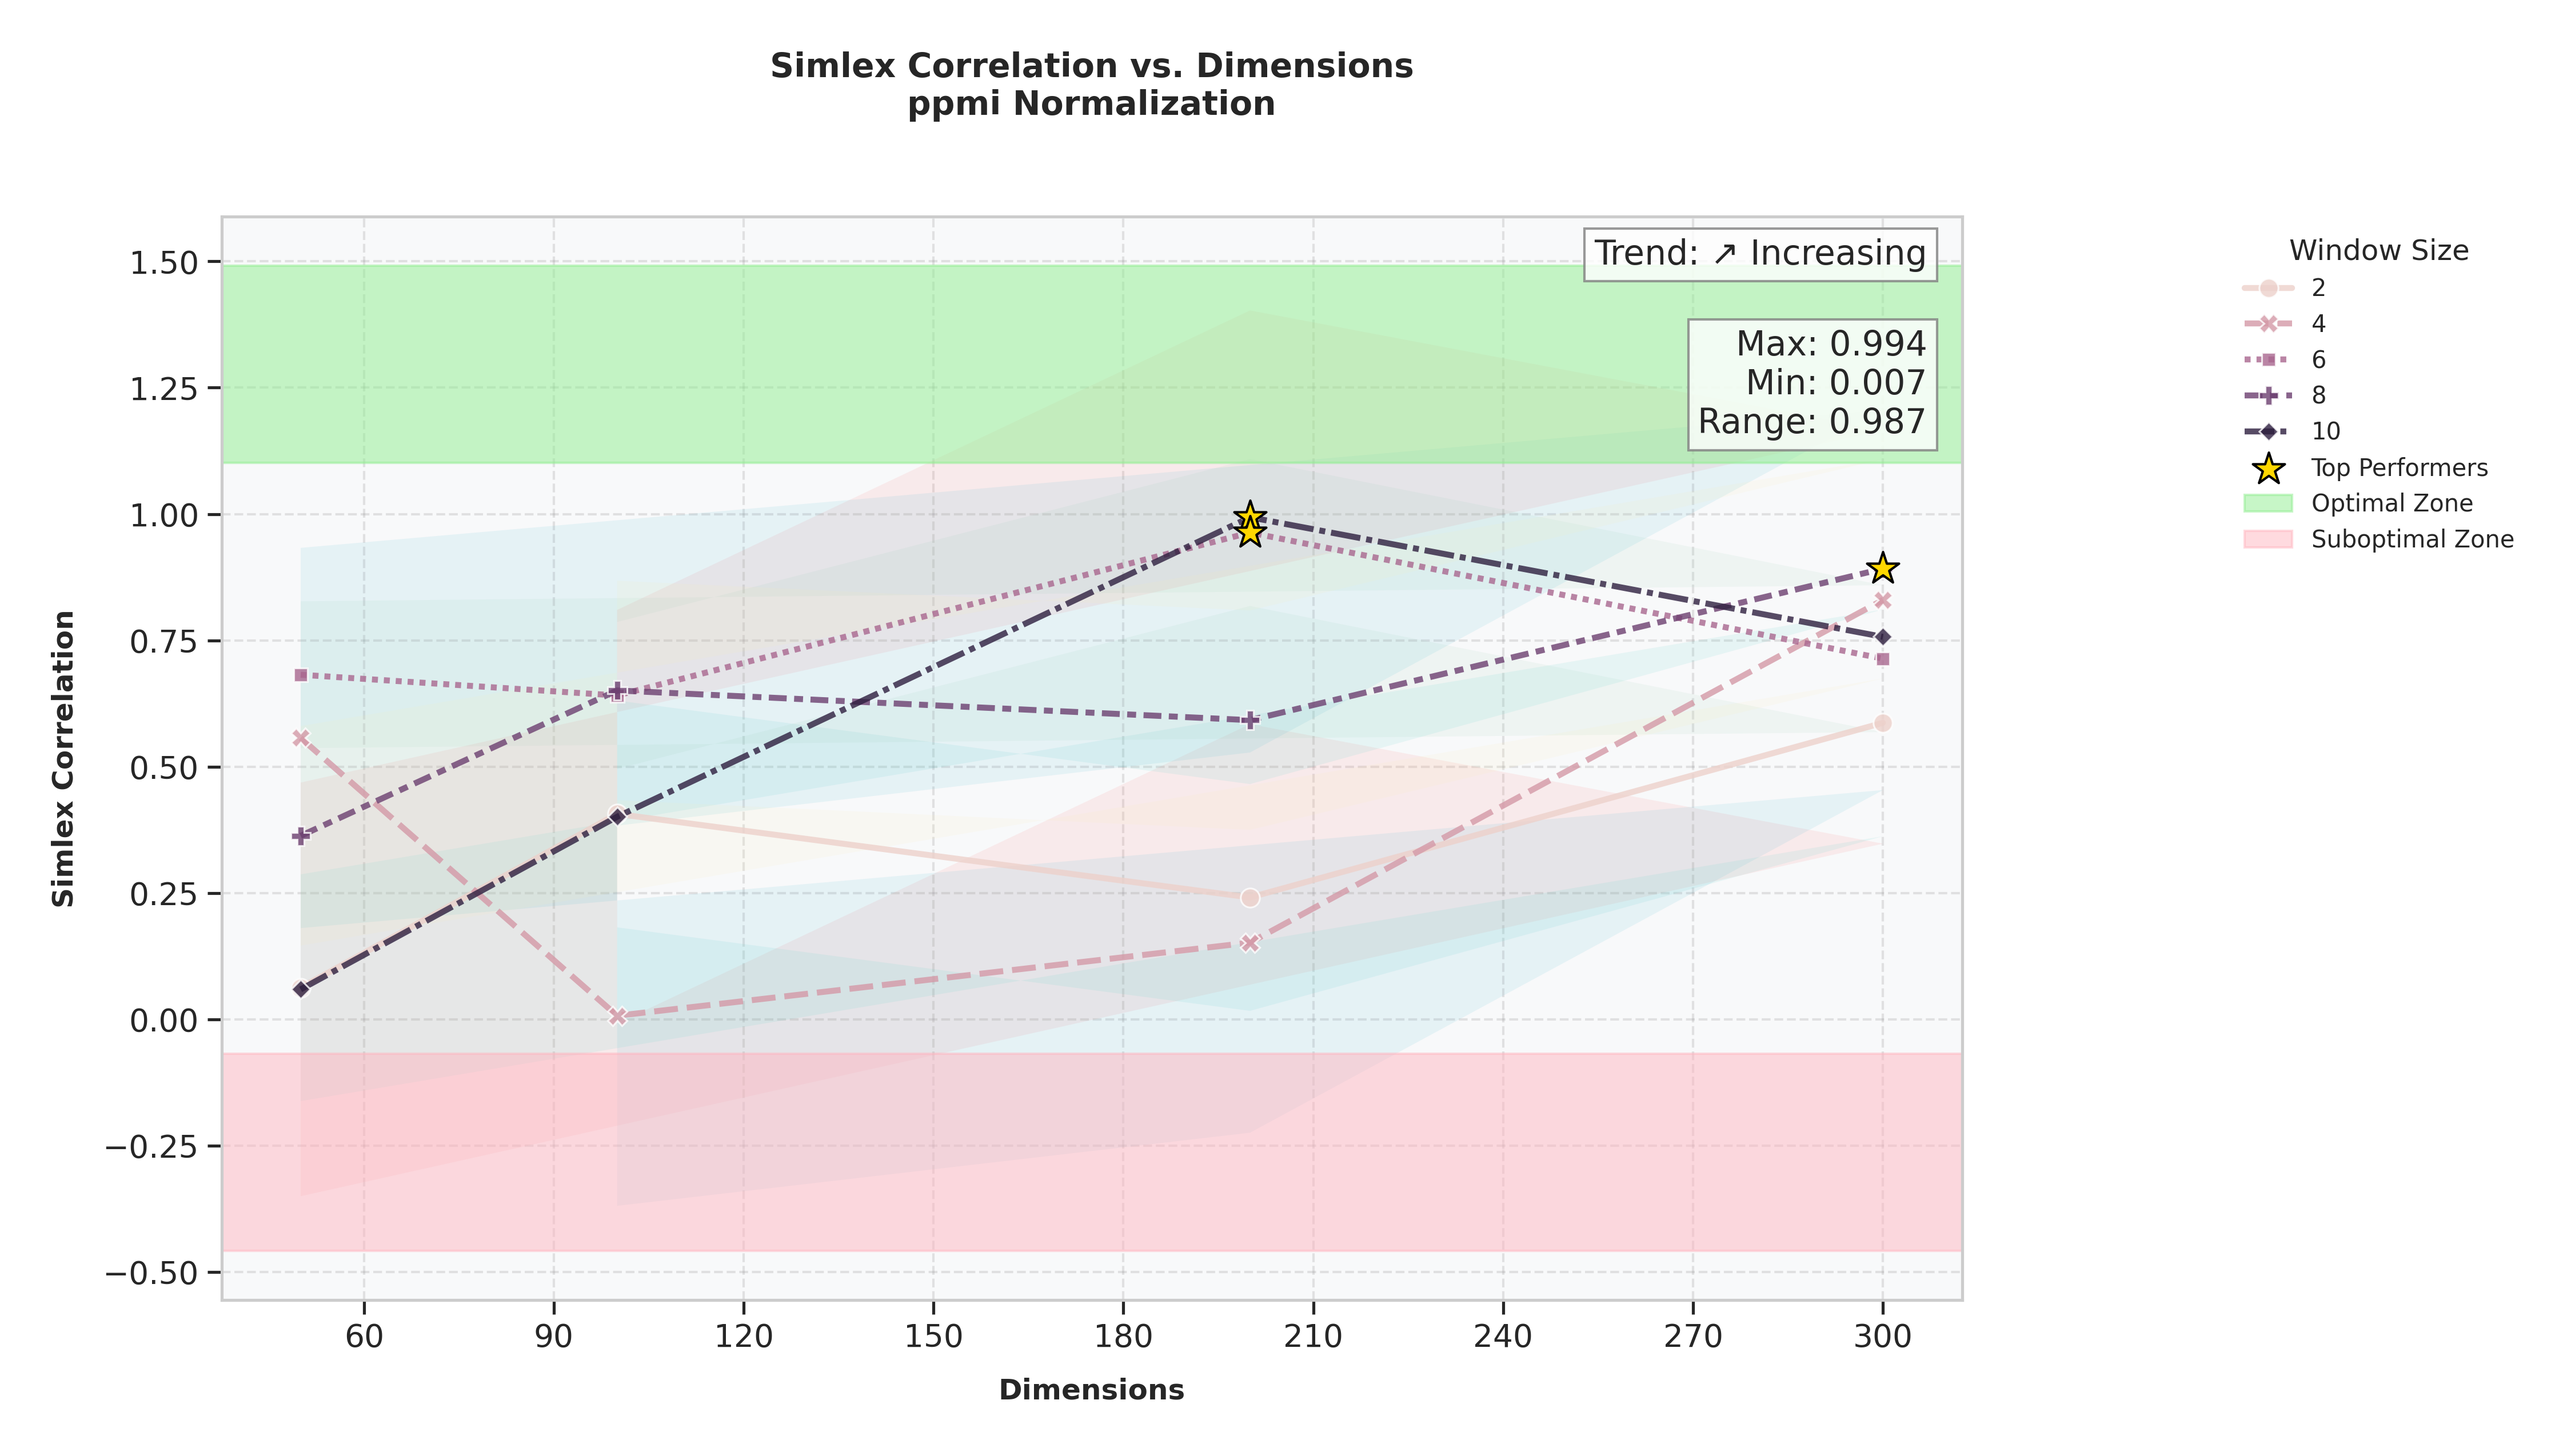 Simlex Correlation vs. Dimensions
ppmi Normalization
Trend: ↗ Increasing
Max: 0.994
Min: 0.007
Range: 0.987
Simlex Correlation
1.50
1.25
1.00
0.75
0.50
0.25
0.00
−0.25
−0.50
60
90
120
150
180
210
240
270
300
Dimensions
Window Size
2
4
6
8
10
Top Performers
Optimal Zone
Suboptimal Zone